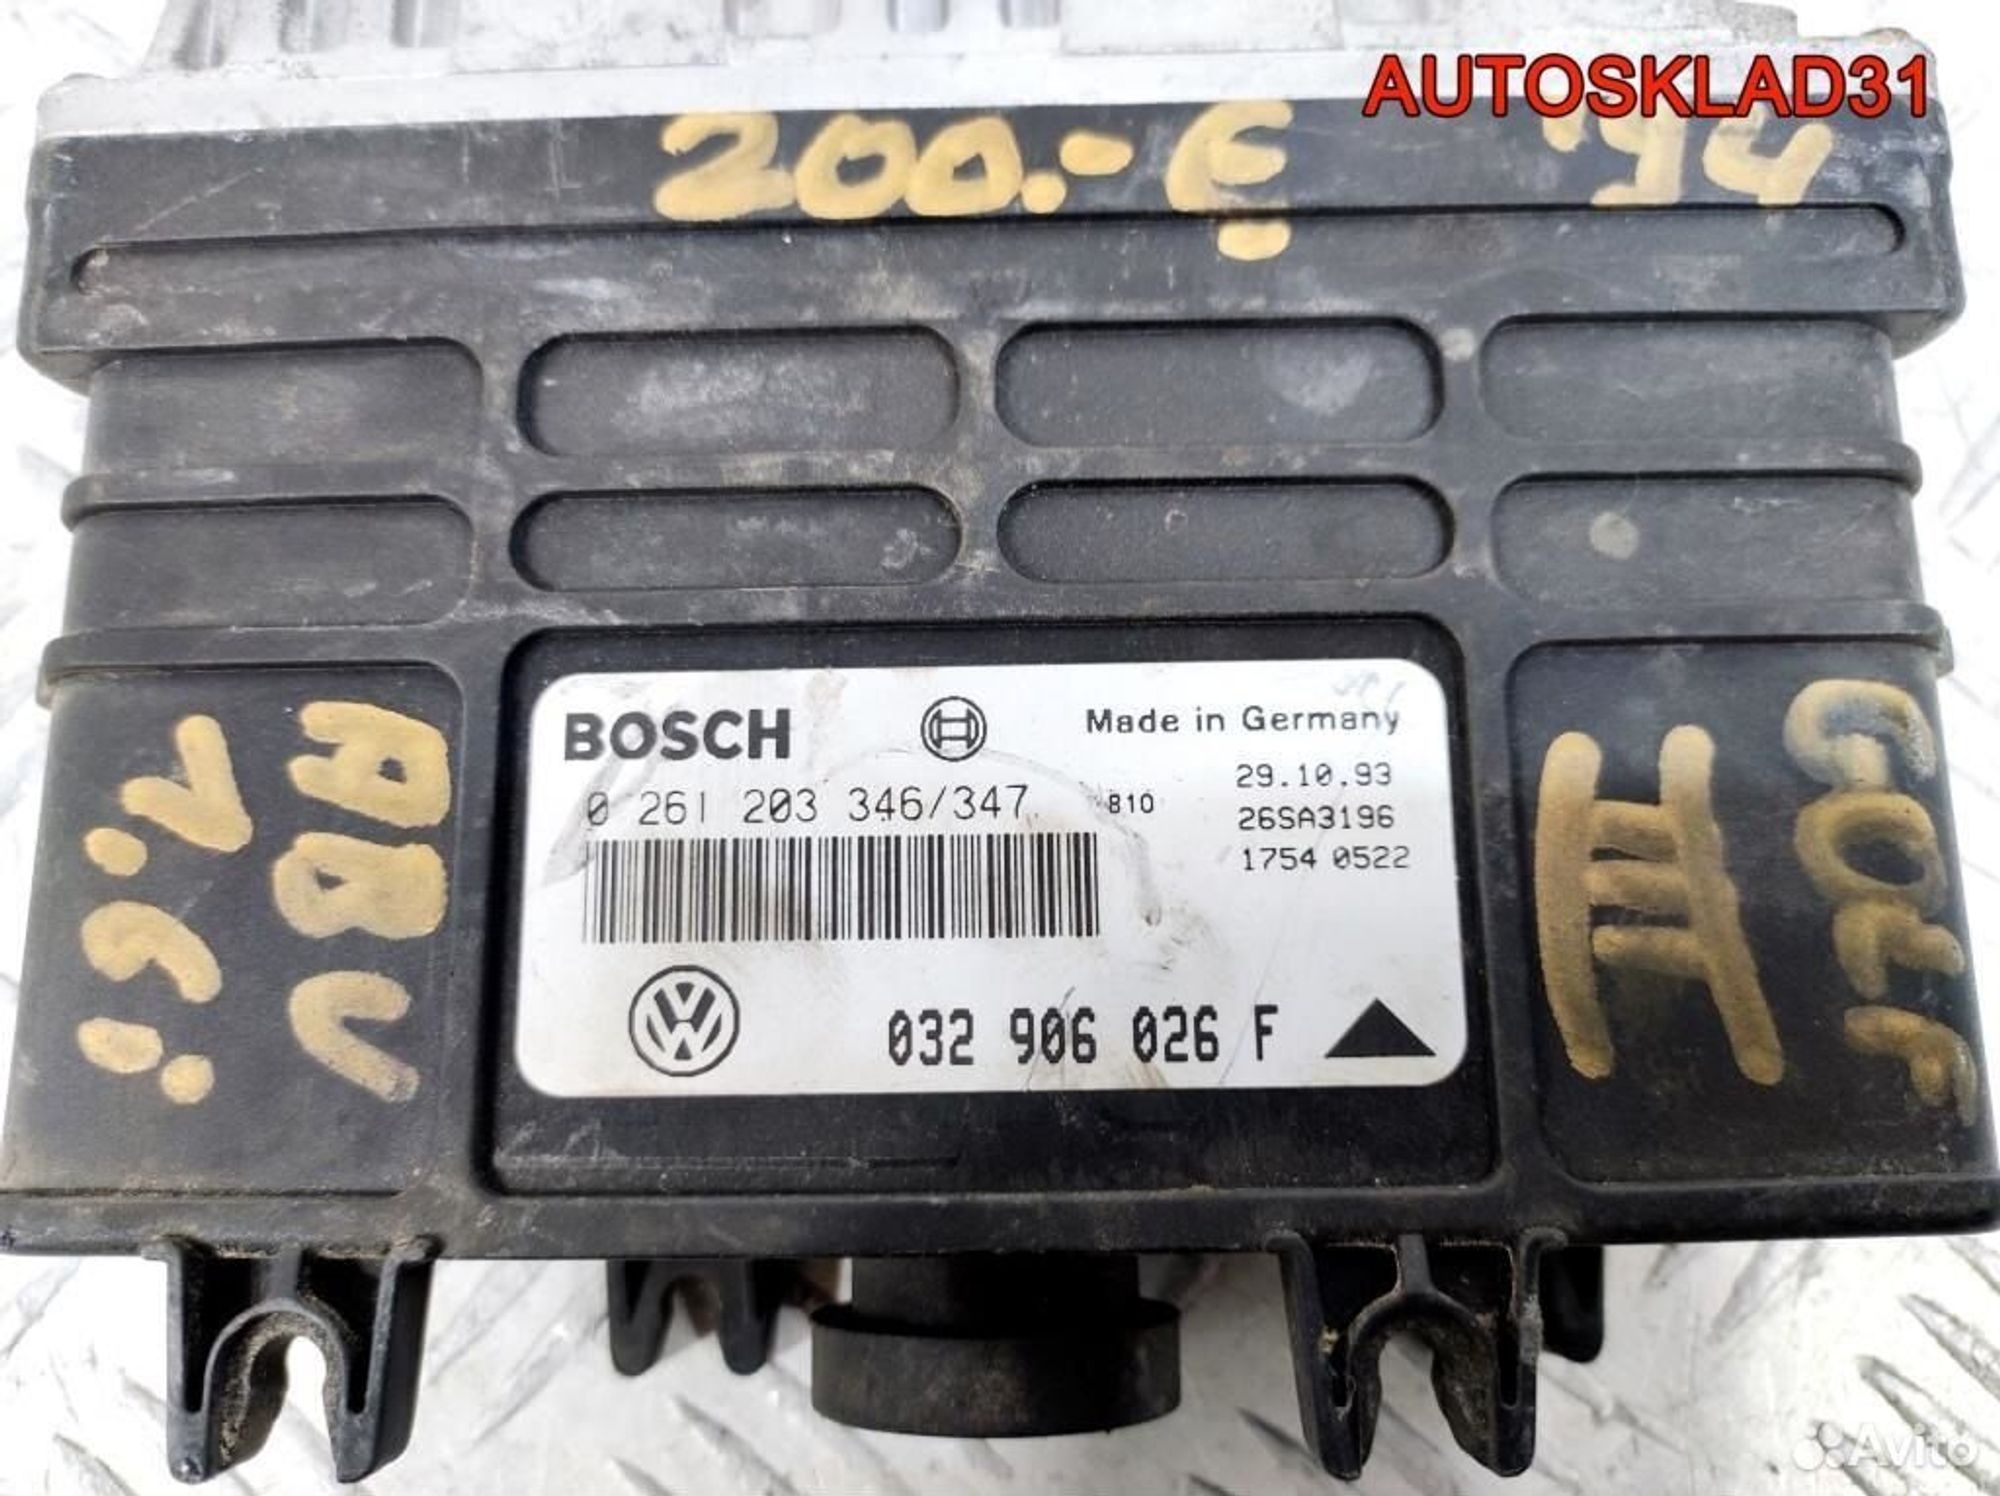 AUTOSKLAD31
200.-€ '94
BOSCH Made in Germany
29.10.93
0 261 203 346/347 810 26SA3196
1754 0522
032 906 026 F
ABU
1,6i
GOLF
III
Avito